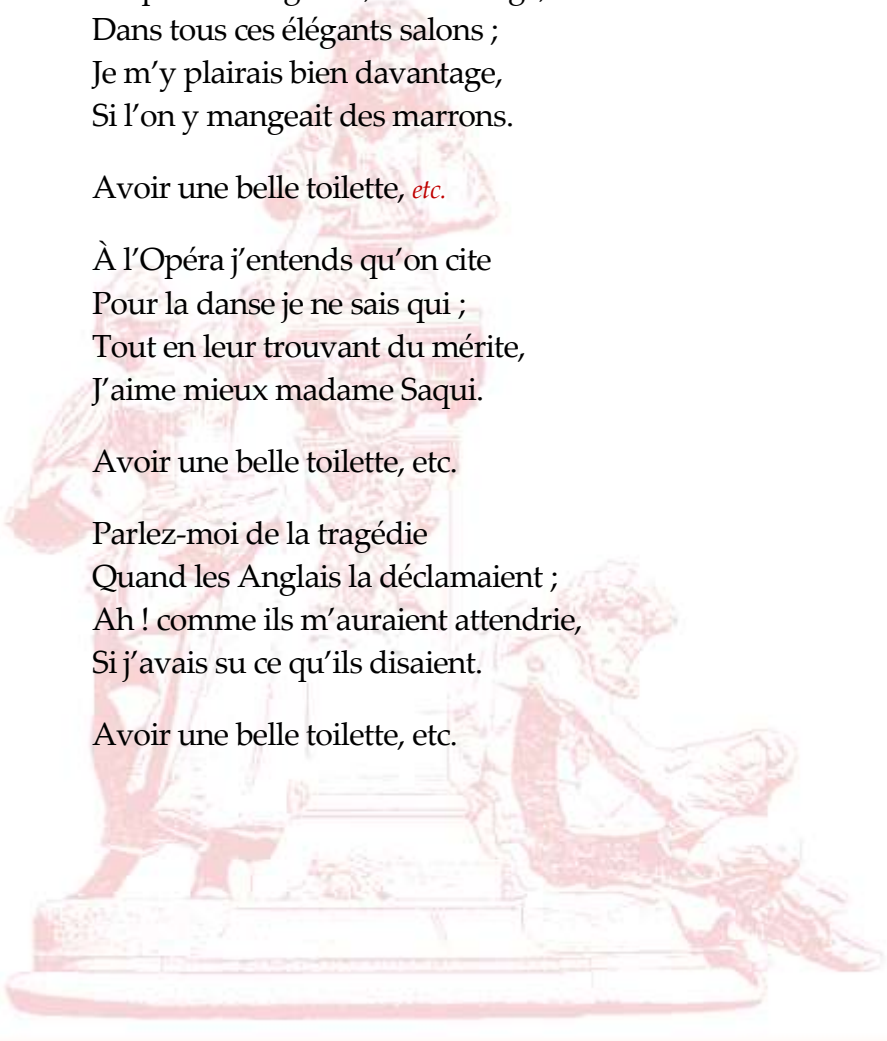 Dans tous ces élégants salons ;
Je m’y plairais bien davantage,
Si l’on y mangeait des marrons.
Avoir une belle toilette, etc.
À l’Opéra j’entends qu’on cite
Pour la danse je ne sais qui ;
Tout en leur trouvant du mérite,
J’aime mieux madame Saqui.
Avoir une belle toilette, etc.
Parlez-moi de la tragédie
Quand les Anglais la déclamaient ;
Ah ! comme ils m’auraient attendrie,
Si j’avais su ce qu’ils disaient.
Avoir une belle toilette, etc.